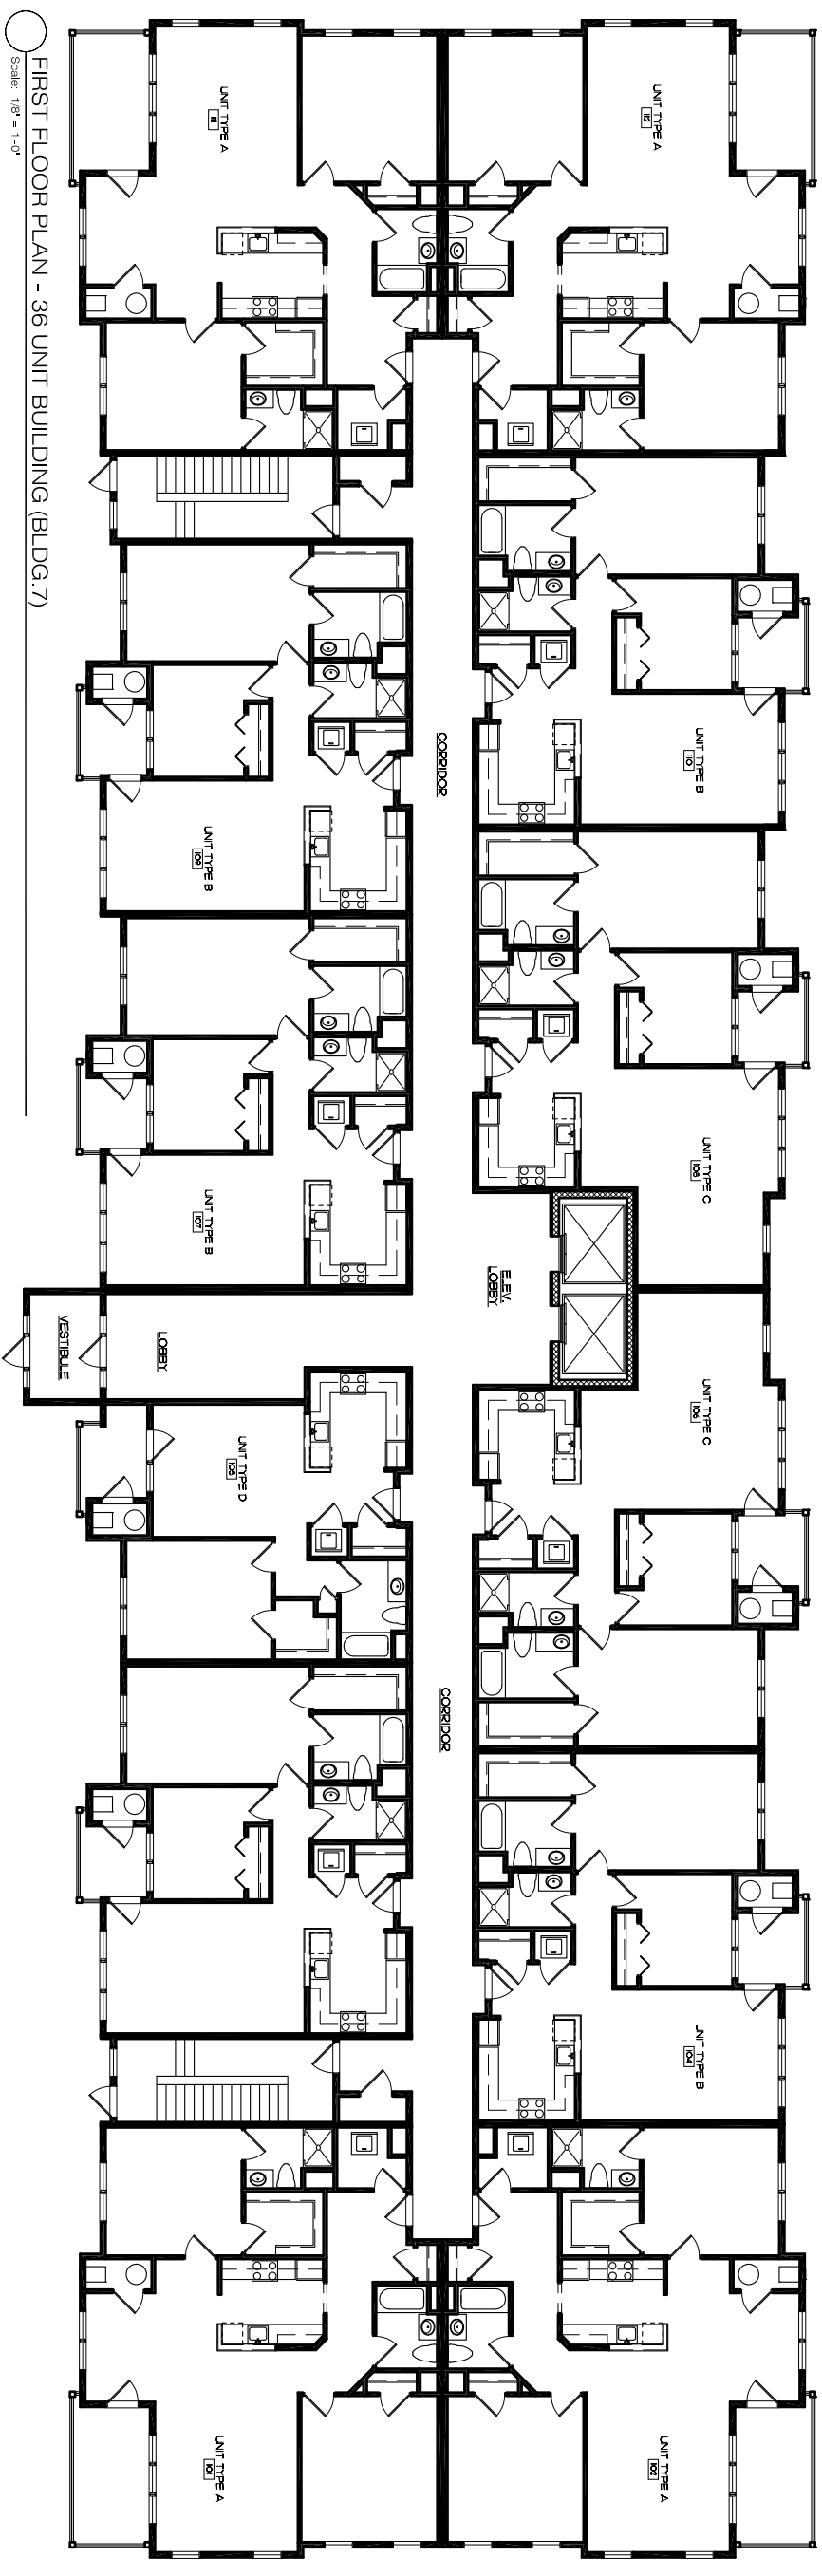 FIRST FLOOR PLAN - 36 UNIT BUILDING (BLDG.7)
Scale: 1/8" = 1'-0"
UNIT TYPE A
112
UNIT TYPE A
111
UNIT TYPE B
110
CORRIDOR
UNIT TYPE B
109
UNIT TYPE C
108
UNIT TYPE B
107
ELEV.
LOBBY
LOBBY
VESTIBULE
UNIT TYPE C
106
UNIT TYPE D
105
CORRIDOR
UNIT TYPE B
104
UNIT TYPE A
102
UNIT TYPE A
101